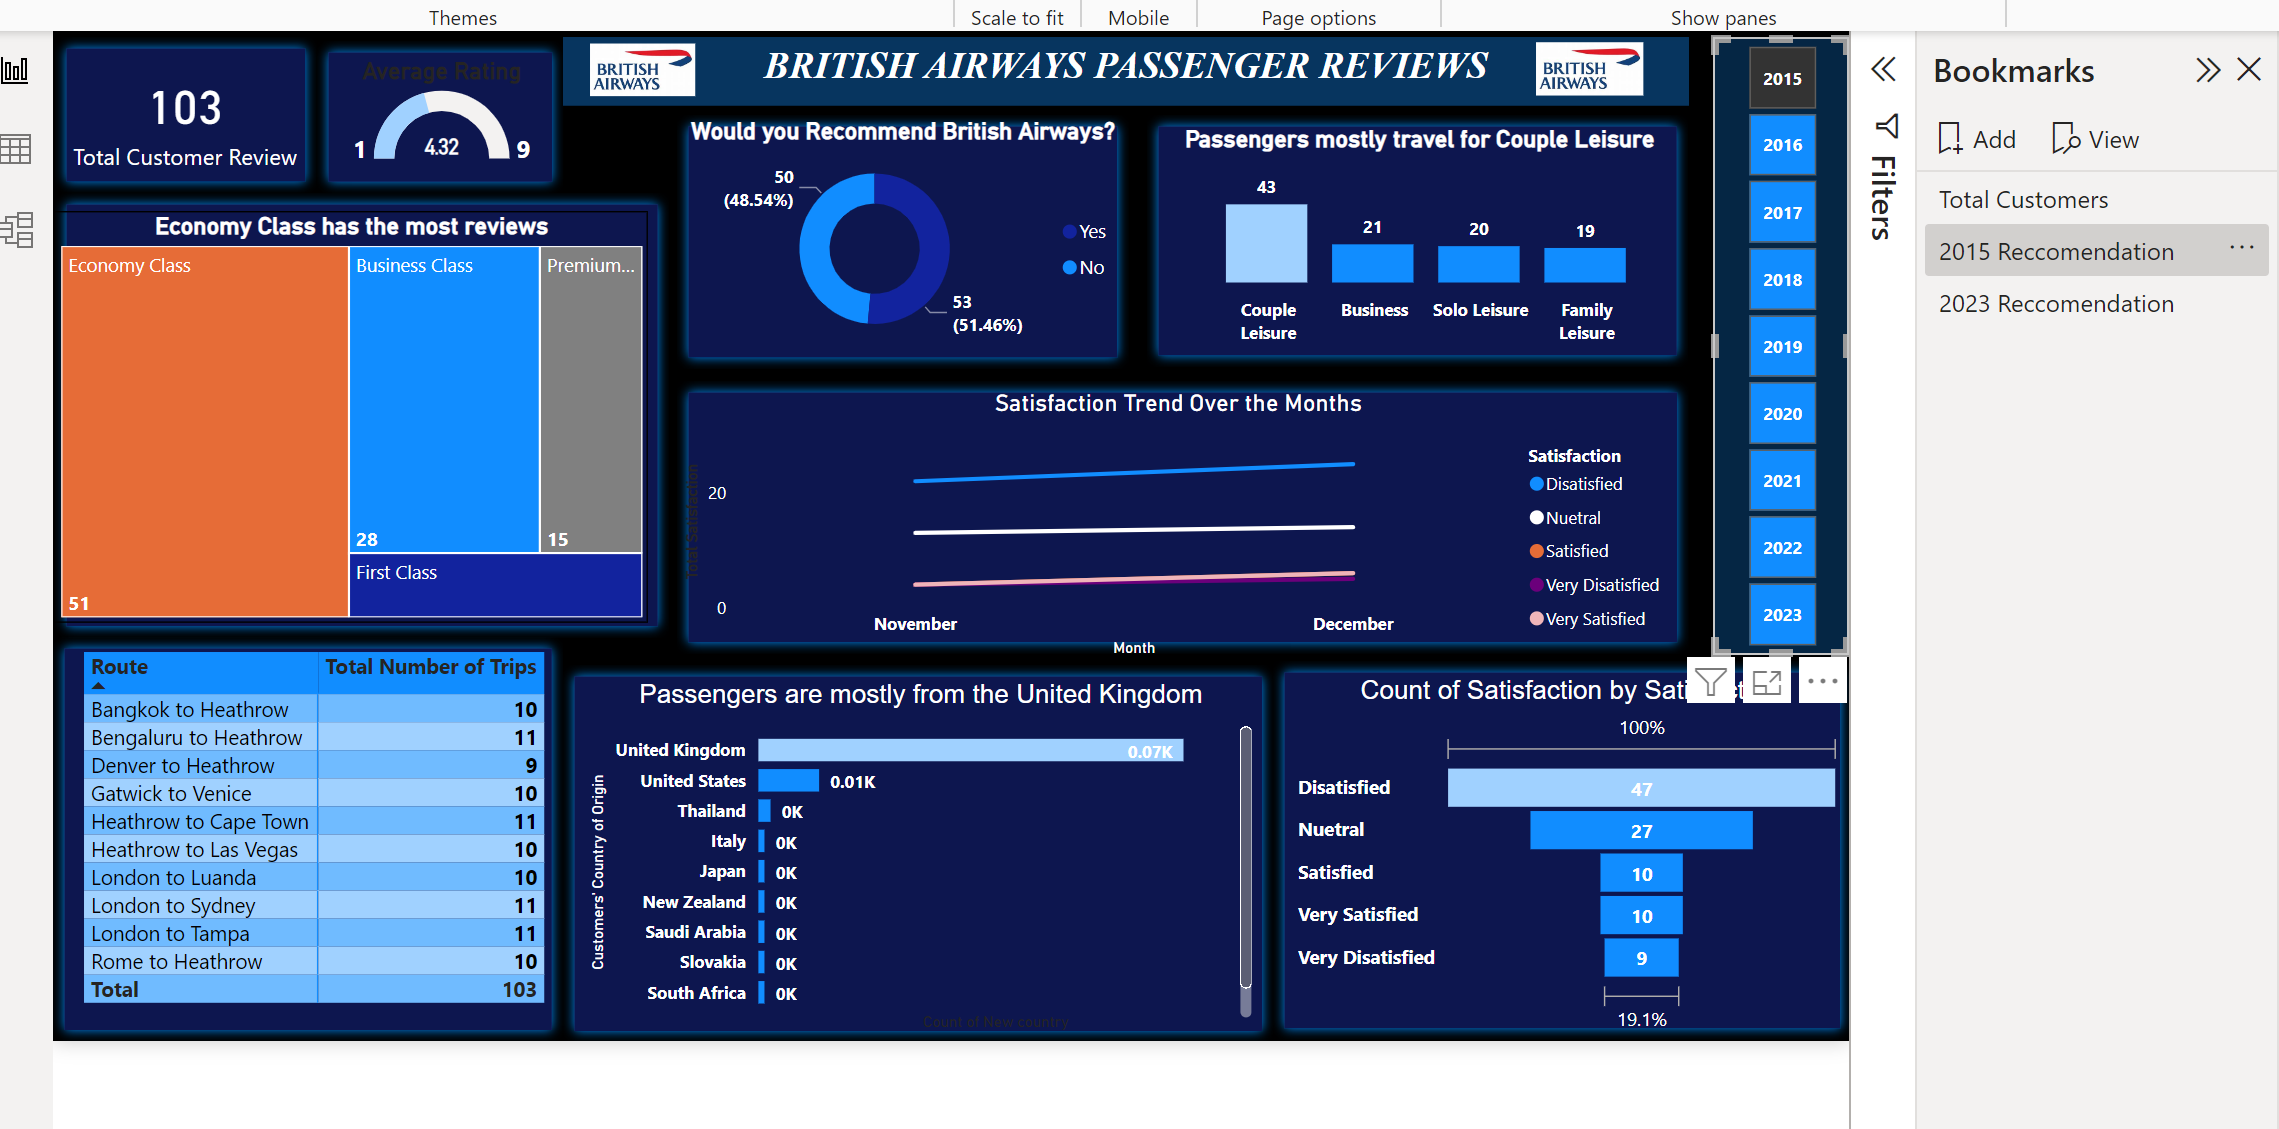 Themes
Scale to fit
Mobile
Page options
Show panes
103
Total Customer Review
Average Rating
1
4.32
9
BRITISH
AIRWAYS
BRITISH AIRWAYS PASSENGER REVIEWS
BRITISH
AIRWAYS
Economy Class has the most reviews
Economy Class
51
Business Class
28
Premium...
15
First Class
Would you Recommend British Airways?
50
(48.54%)
53
(51.46%)
Yes
No
Passengers mostly travel for Couple Leisure
43
21
20
19
Couple
Leisure
Business
Solo Leisure
Family
Leisure
Satisfaction Trend Over the Months
Total Satisfaction
20
0
November
December
Month
Satisfaction
Disatisfied
Nuetral
Satisfied
Very Disatisfied
Very Satisfied
Route Total Number of Trips
Bangkok to Heathrow 10
Bengaluru to Heathrow 11
Denver to Heathrow 9
Gatwick to Venice 10
Heathrow to Cape Town 11
Heathrow to Las Vegas 10
London to Luanda 10
London to Sydney 11
London to Tampa 11
Rome to Heathrow 10
Total 103
Passengers are mostly from the United Kingdom
Customers' Country of Origin
United Kingdom 0.07K
United States 0.01K
Thailand 0K
Italy 0K
Japan 0K
New Zealand 0K
Saudi Arabia 0K
Slovakia 0K
South Africa 0K
Count of New country
Count of Satisfaction by
100%
Disatisfied 47
Nuetral 27
Satisfied 10
Very Satisfied 10
Very Disatisfied 9
19.1%
2015
2016
2017
2018
2019
2020
2021
2022
2023
Filters
Bookmarks
Add
View
Total Customers
2015 Reccomendation
2023 Reccomendation